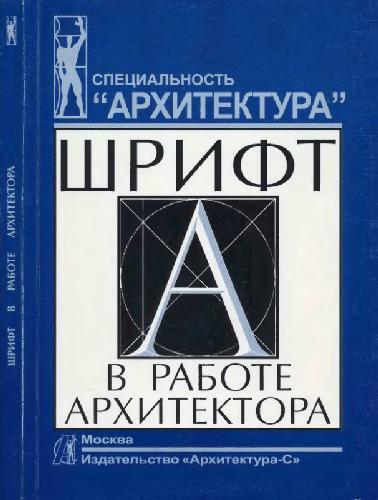 СПЕЦИАЛЬНОСТЬ
"АРХИТЕКТУРА"
ШРИФТ
А
В РАБОТЕ
АРХИТЕКТОРА
Москва
Издательство «Архитектура-С»
ШРИФТ В РАБОТЕ АРХИТЕКТОРА